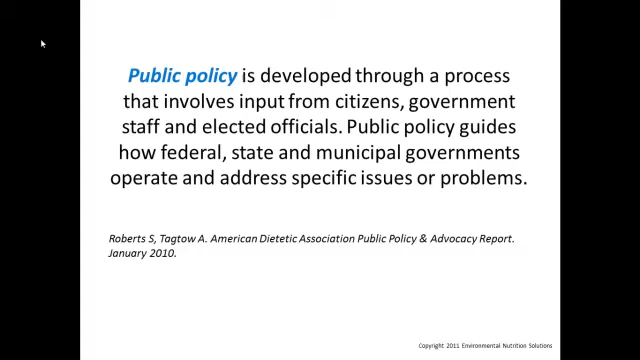 Public policy is developed through a process
that involves input from citizens, government
staff and elected officials. Public policy guides
how federal, state and municipal governments
operate and address specific issues or problems.
Roberts S, Tagtow A. American Dietetic Association Public Policy & Advocacy Report.
January 2010.
Copyright 2011 Environmental Nutrition Solutions